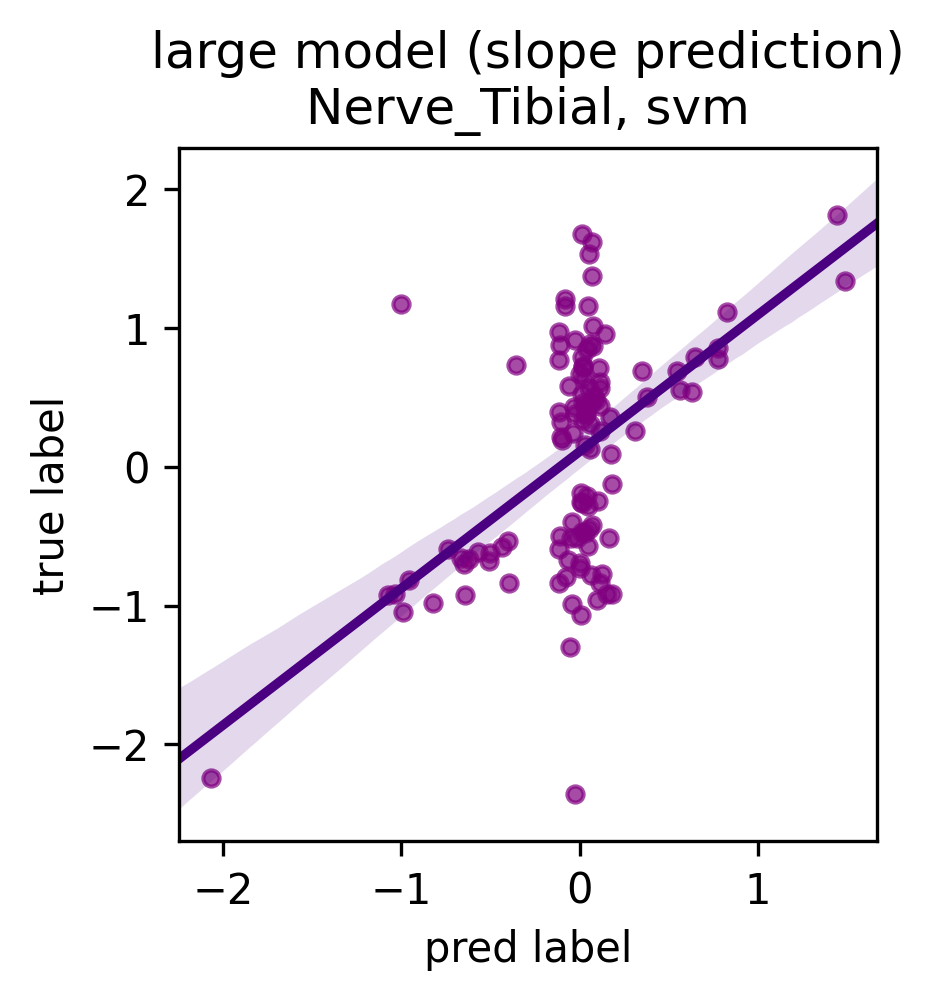 large model (slope prediction)
Nerve_Tibial, svm
2
1
0
−1
−2
true label
−2
−1
0
1
pred label